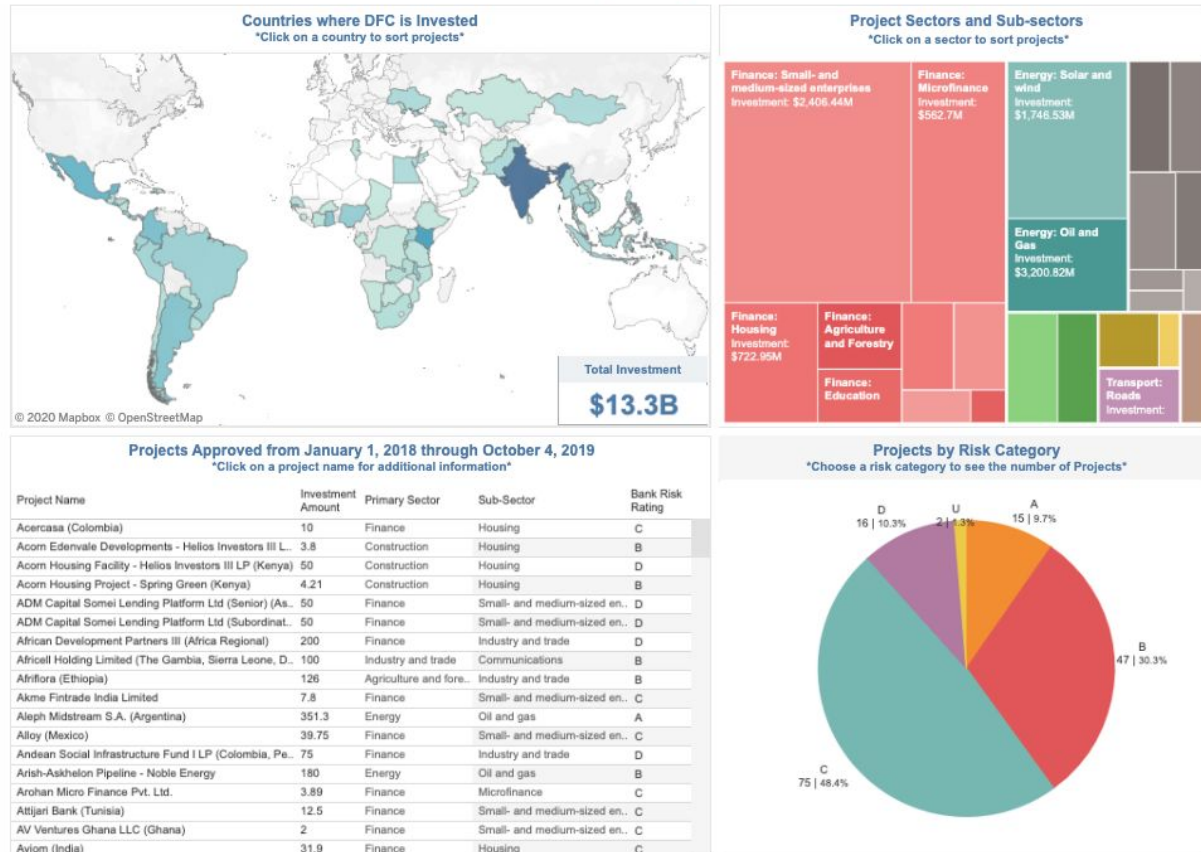 Countries where DFC is Invested
*Click on a country to sort projects*
© 2020 Mapbox © OpenStreetMap
Total Investment
$13.3B
Project Sectors and Sub-sectors
*Click on a sector to sort projects*
Finance: Small- and
medium-sized enterprises
Investment: $2,406.44M
Finance:
Microfinance
Investment:
$562.7M
Energy: Solar and
wind
Investment:
$1,746.53M
Energy: Oil and
Gas
Investment:
$3,200.82M
Finance:
Housing
Investment:
$722.95M
Finance:
Agriculture
and Forestry
Finance:
Education
Transport:
Roads
Investment:
Projects Approved from January 1, 2018 through October 4, 2019
*Click on a project name for additional information*
Project Name Investment Amount Primary Sector Sub-Sector Bank Risk Rating
Acercasa (Colombia) 10 Finance Housing C
Acorn Edenvale Developments - Helios Investors III L.. 3.8 Construction Housing B
Acorn Housing Facility - Helios Investors III LP (Kenya) 50 Construction Housing D
Acorn Housing Project - Spring Green (Kenya) 4.21 Construction Housing B
ADM Capital Somei Lending Platform Ltd (Senior) (As.. 50 Finance Small- and medium-sized en.. D
ADM Capital Somei Lending Platform Ltd (Subordinat.. 50 Finance Small- and medium-sized en.. D
African Development Partners III (Africa Regional) 200 Finance Industry and trade D
Africell Holding Limited (The Gambia, Sierra Leone, D.. 100 Industry and trade Communications B
Afriflora (Ethiopia) 126 Agriculture and fore.. Industry and trade B
Akme Fintrade India Limited 7.8 Finance Small- and medium-sized en.. C
Aleph Midstream S.A. (Argentina) 351.3 Energy Oil and gas A
Alloy (Mexico) 39.75 Finance Small- and medium-sized en.. C
Andean Social Infrastructure Fund I LP (Colombia, Pe.. 75 Finance Industry and trade D
Arish-Askhelon Pipeline - Noble Energy 180 Energy Oil and gas B
Arohan Micro Finance Pvt. Ltd. 3.89 Finance Microfinance C
Attijari Bank (Tunisia) 12.5 Finance Small- and medium-sized en.. C
AV Ventures Ghana LLC (Ghana) 2 Finance Small- and medium-sized en.. C
Aviom (India) 31.9 Finance Housing C
Projects by Risk Category
*Choose a risk category to see the number of Projects*
D
16 | 10.3%
U
2 | 1.3%
A
15 | 9.7%
B
47 | 30.3%
C
75 | 48.4%